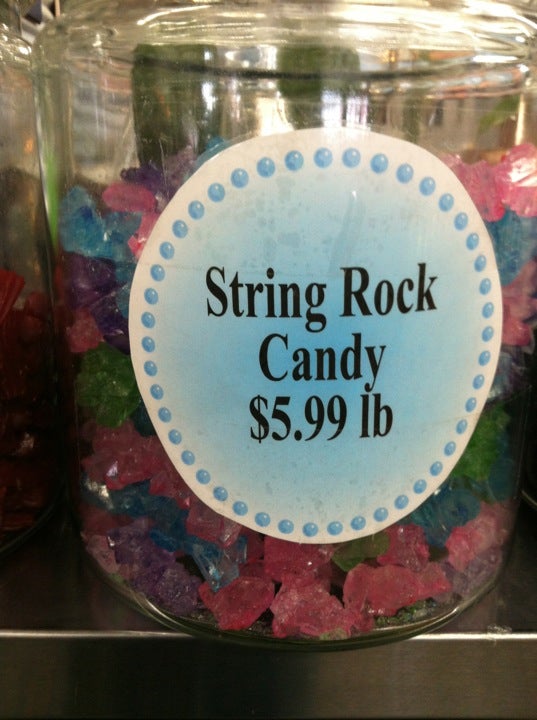 String Rock
Candy
$5.99 lb